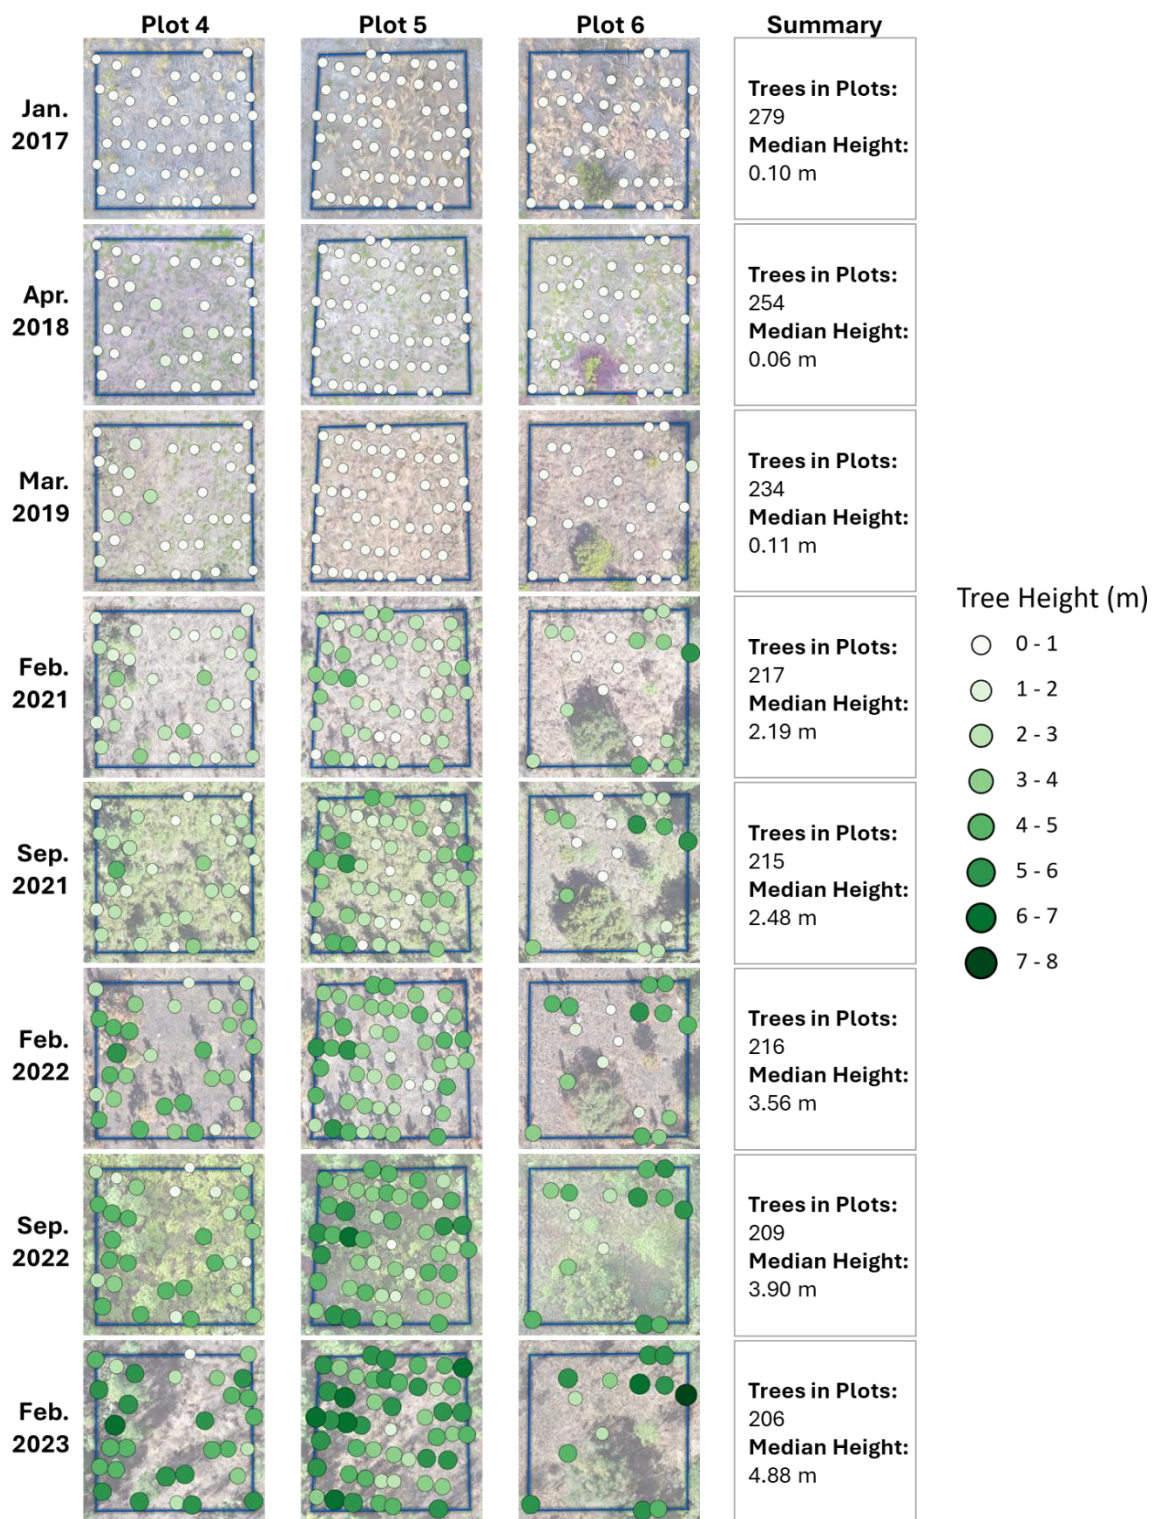 Plot 4 Plot 5 Plot 6 Summary
Jan.
2017
Trees in Plots:
279
Median Height:
0.10 m
Apr.
2018
Trees in Plots:
254
Median Height:
0.06 m
Mar.
2019
Trees in Plots:
234
Median Height:
0.11 m
Feb.
2021
Trees in Plots:
217
Median Height:
2.19 m
Sep.
2021
Trees in Plots:
215
Median Height:
2.48 m
Feb.
2022
Trees in Plots:
216
Median Height:
3.56 m
Sep.
2022
Trees in Plots:
209
Median Height:
3.90 m
Feb.
2023
Trees in Plots:
206
Median Height:
4.88 m
Tree Height (m)
0 - 1
1 - 2
2 - 3
3 - 4
4 - 5
5 - 6
6 - 7
7 - 8